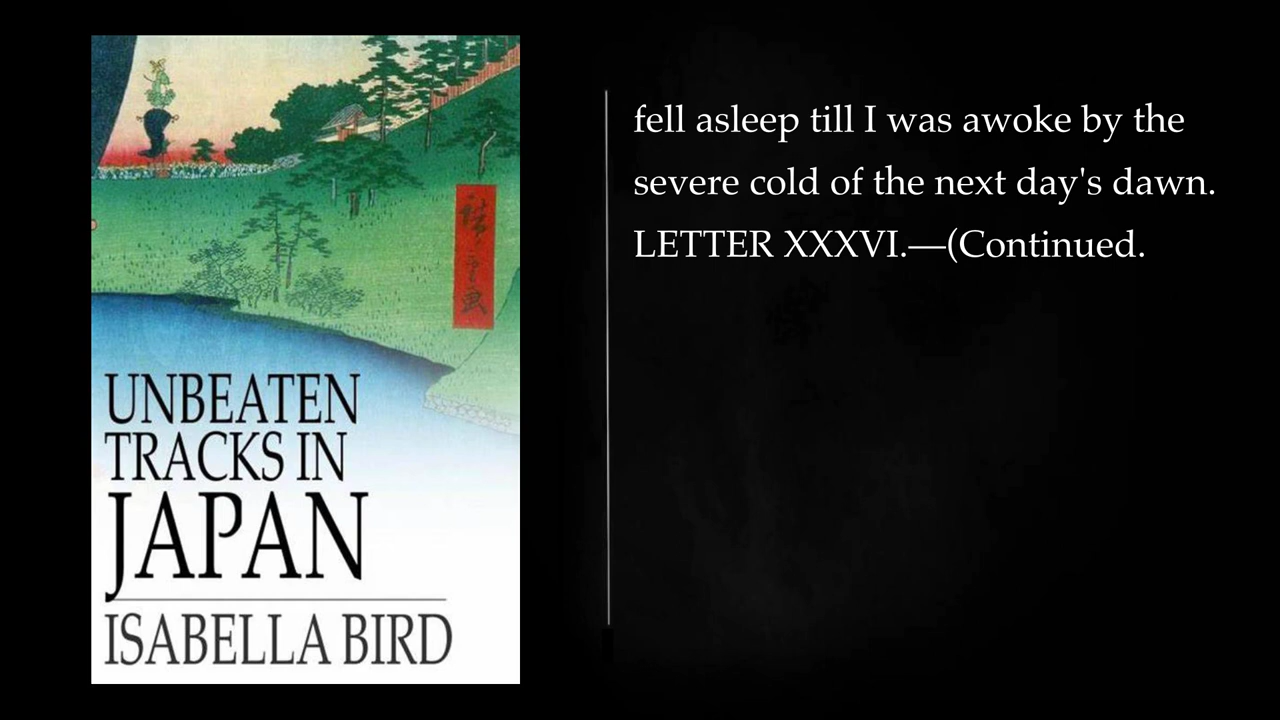 UNBEATEN
TRACKS IN
JAPAN
ISABELLA BIRD
fell asleep till I was awoke by the
severe cold of the next day's dawn.
LETTER XXXVI.—(Continued.